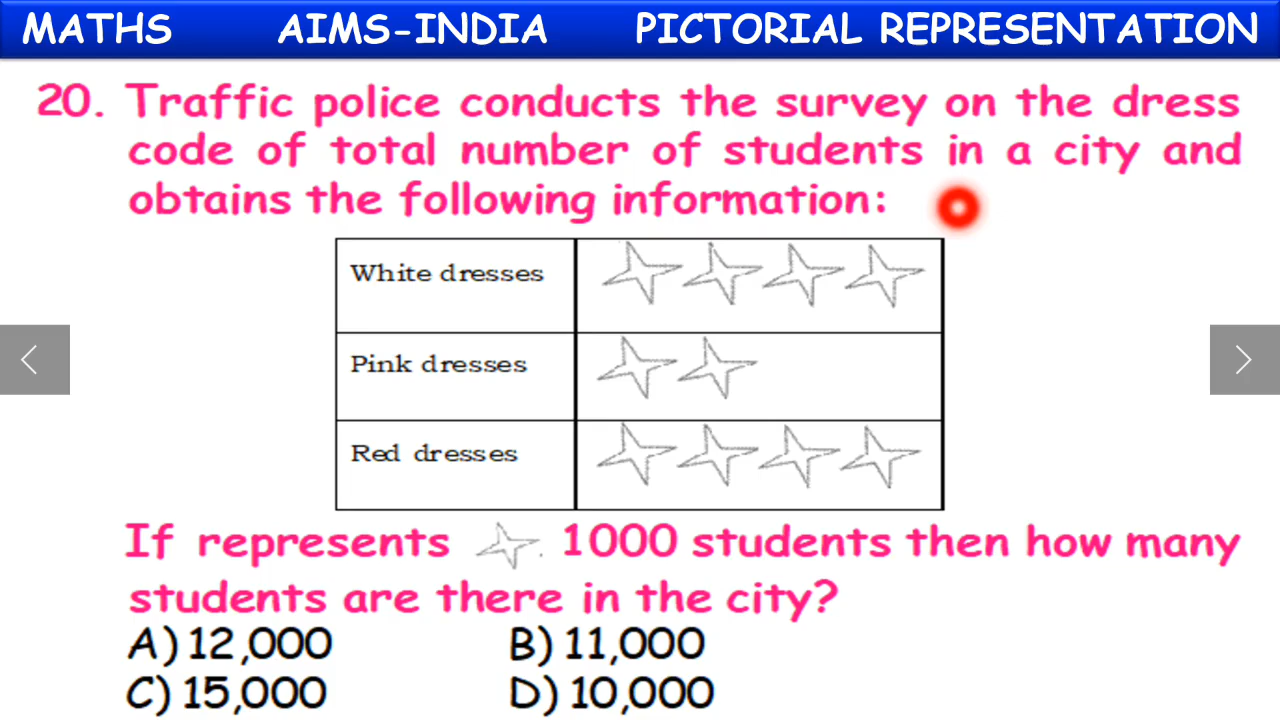 MATHS AIMS-INDIA PICTORIAL REPRESENTATION
20. Traffic police conducts the survey on the dress
code of total number of students in a city and
obtains the following information:
White dresses
Pink dresses
Red dresses
If represents 1000 students then how many
students are there in the city?
A) 12,000 B) 11,000
C) 15,000 D) 10,000